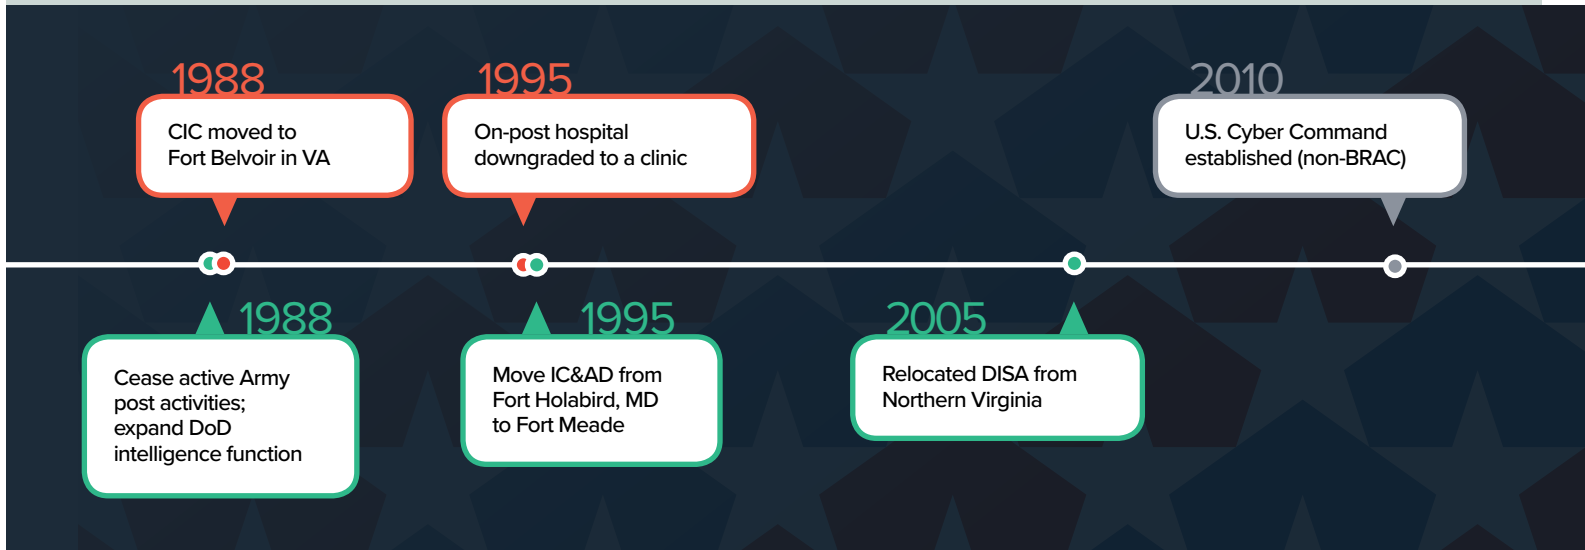 1988
CIC moved to
Fort Belvoir in VA
1995
On-post hospital
downgraded to a clinic
2010
U.S. Cyber Command
established (non-BRAC)
1988
Cease active Army
post activities;
expand DoD
intelligence function
1995
Move IC&AD from
Fort Holabird, MD
to Fort Meade
2005
Relocated DISA from
Northern Virginia